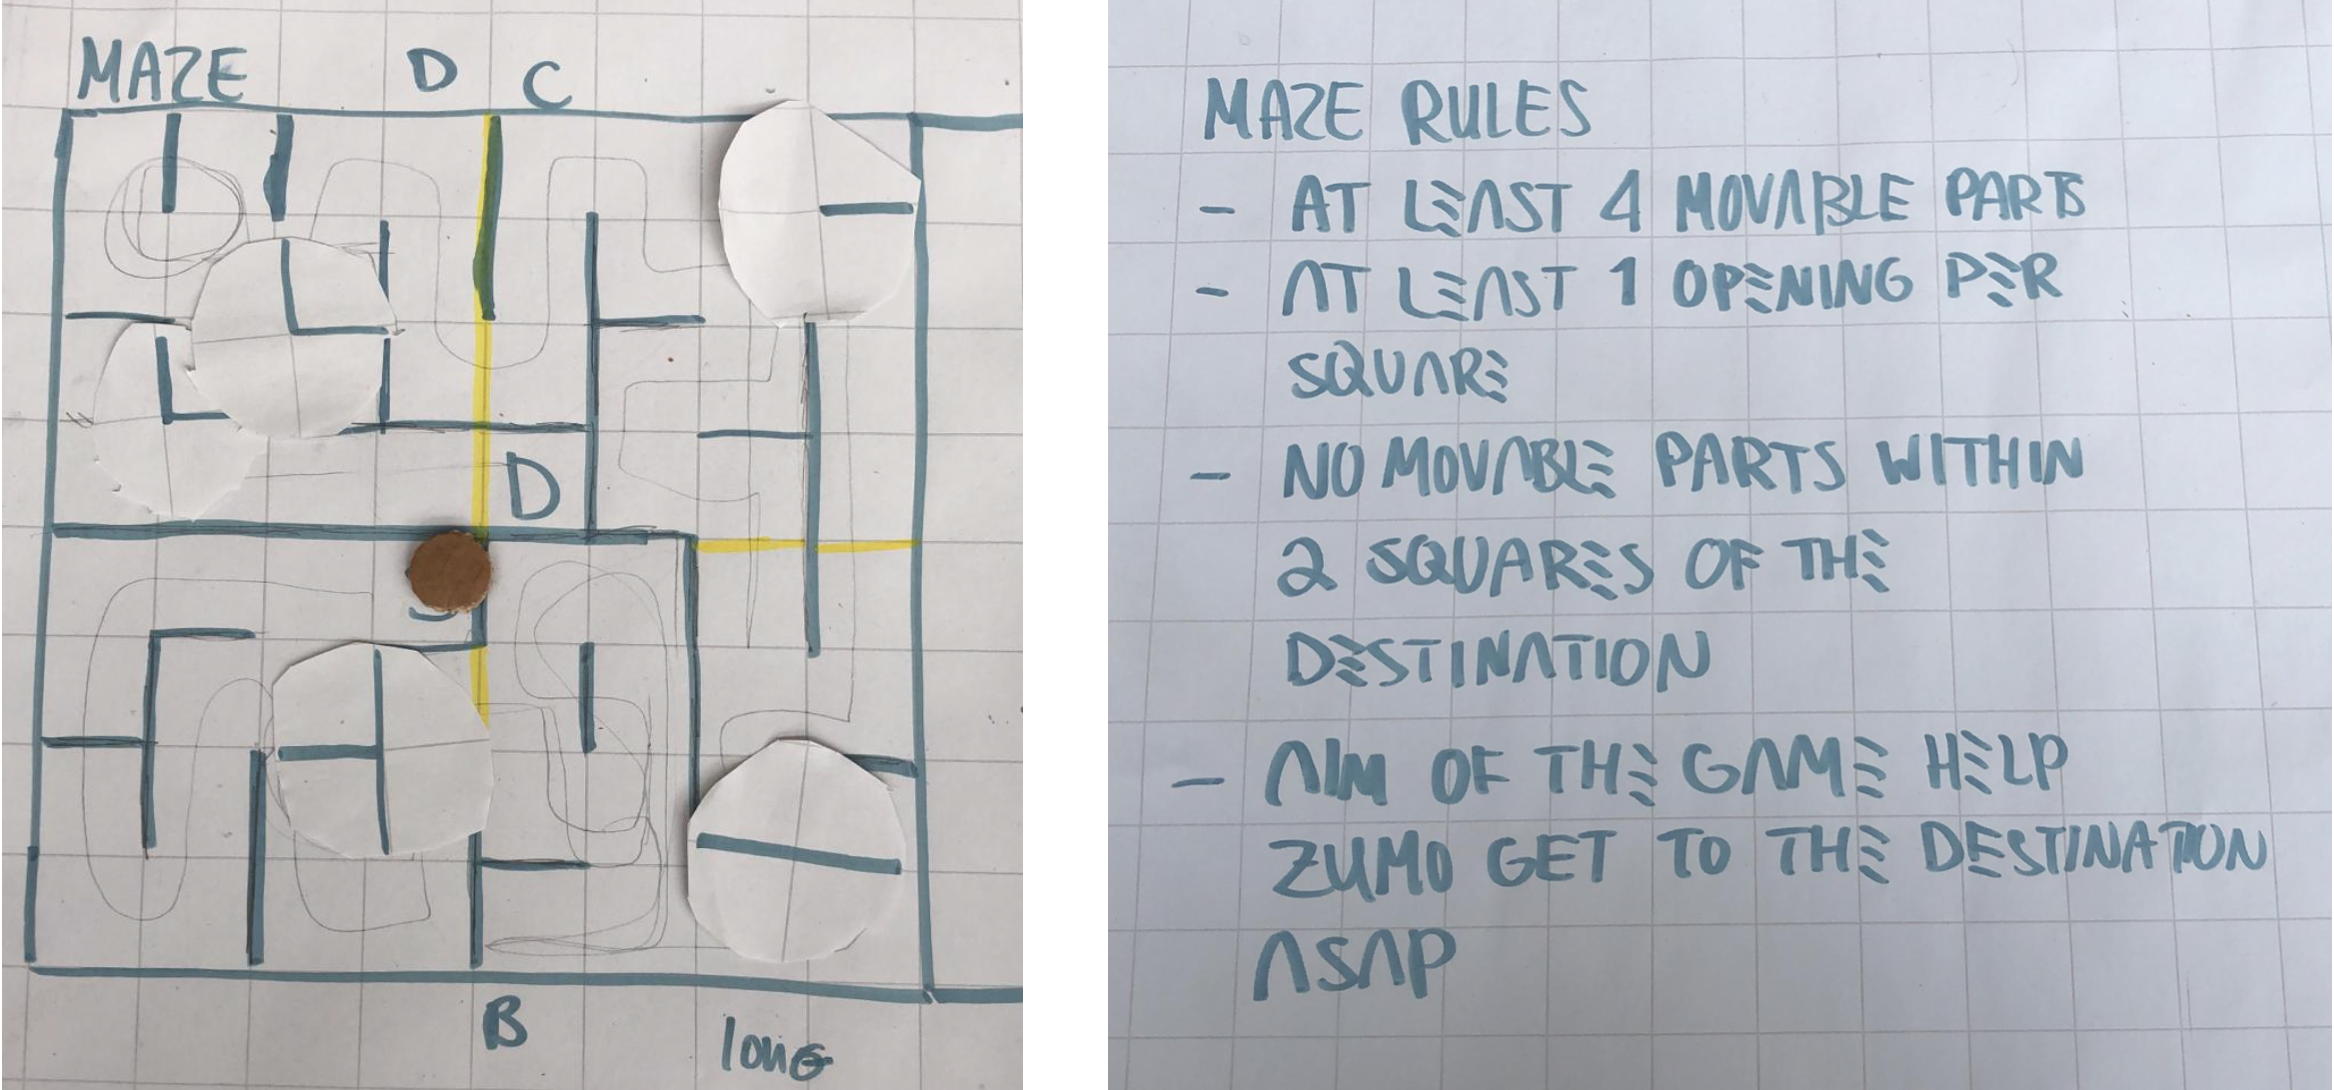 MAZE D C
D
B
long
MAZE RULES
- AT LEAST 4 MOVABLE PARTS
- AT LEAST 1 OPENING PER
SQUARE
- NO MOVABLE PARTS WITHIN
2 SQUARES OF THE
DESTINATION
- AIM OF THE GAME HELP
ZUMO GET TO THE DESTINATION
ASAP